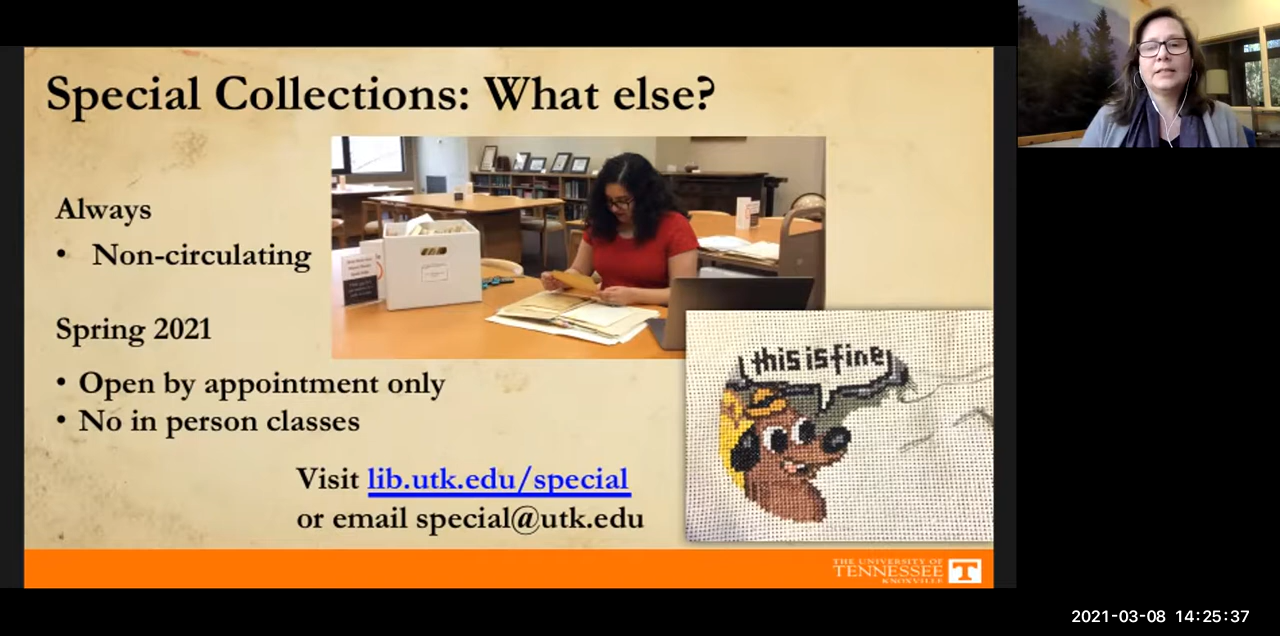 Special Collections: What else?
Always
• Non-circulating
Spring 2021
• Open by appointment only
• No in person classes
Visit lib.utk.edu/special
or email special@utk.edu
this is fine
THE UNIVERSITY OF
TENNESSEE
KNOXVILLE
T
2021-03-08 14:25:37